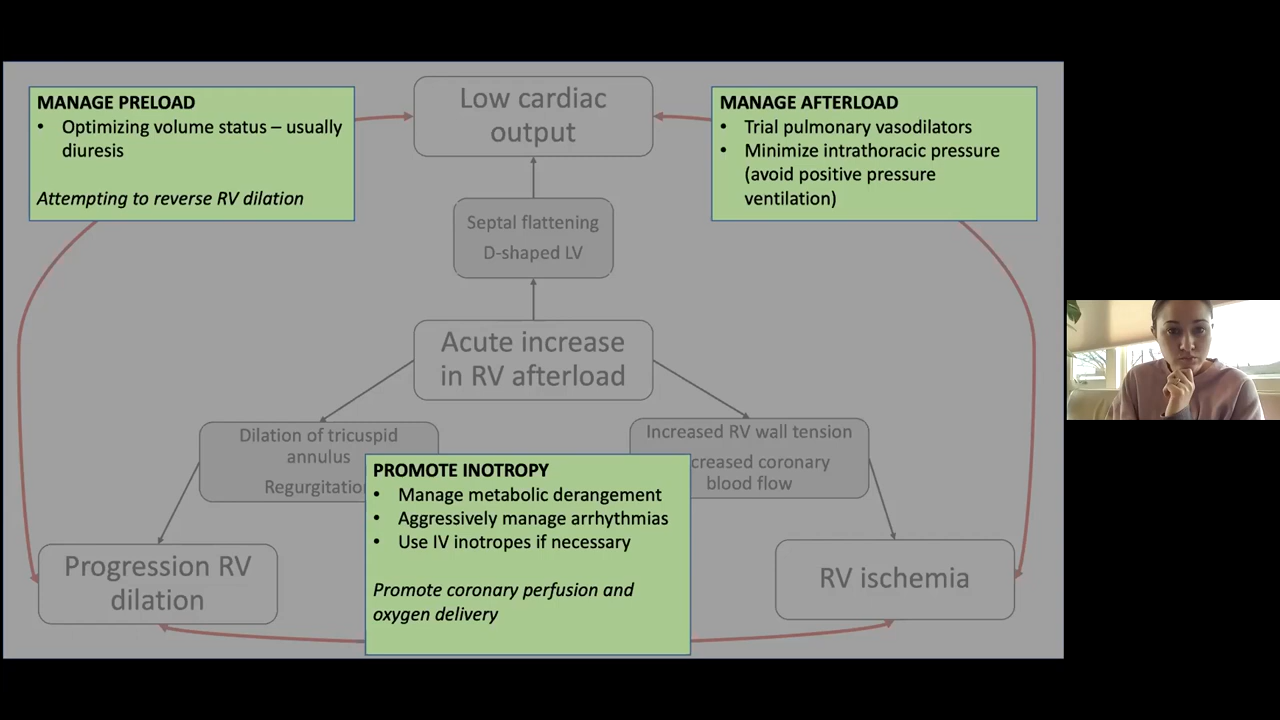 MANAGE PRELOAD
• Optimizing volume status – usually
diuresis
Attempting to reverse RV dilation
Low cardiac
output
MANAGE AFTERLOAD
• Trial pulmonary vasodilators
• Minimize intrathoracic pressure
(avoid positive pressure
ventilation)
Septal flattening
D-shaped LV
Acute increase
in RV afterload
Dilation of tricuspid
annulus
Regurgitatio
Increased RV wall tension
creased coronary
blood flow
PROMOTE INOTROPY
• Manage metabolic derangement
• Aggressively manage arrhythmias
• Use IV inotropes if necessary
Promote coronary perfusion and
oxygen delivery
Progression RV
dilation
RV ischemia